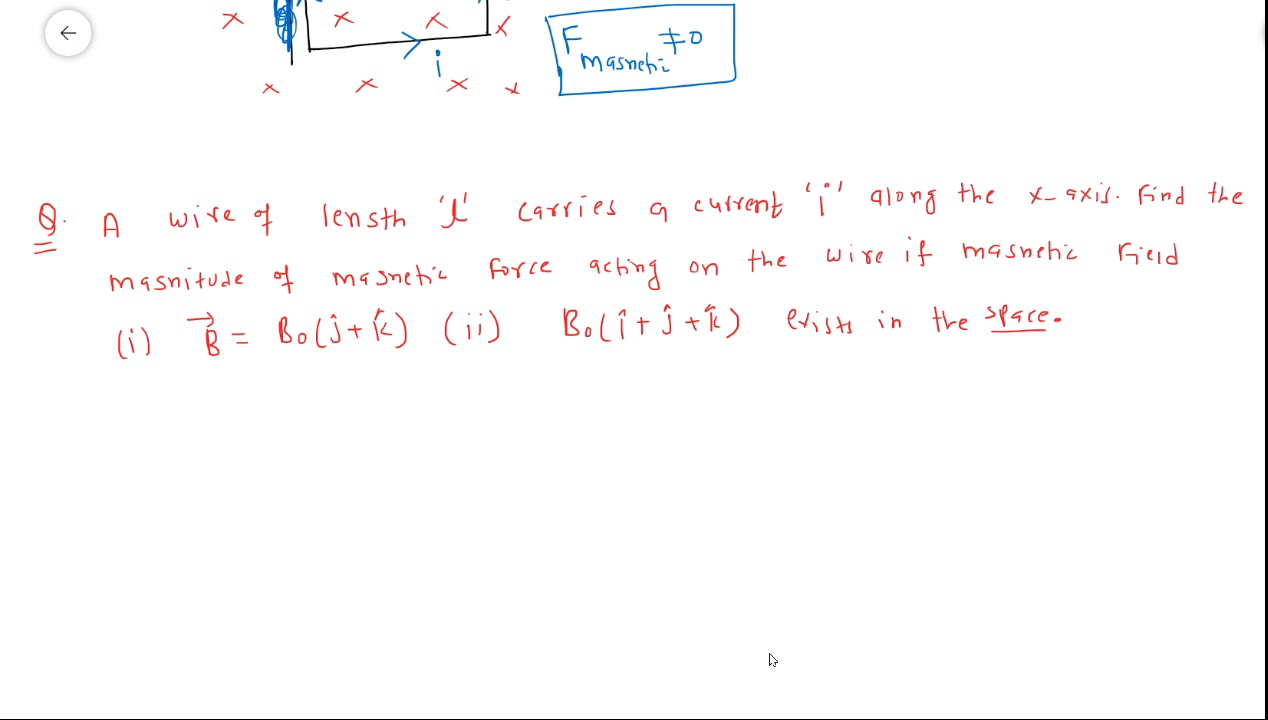 i
F magnetic ≠ 0
Q. A wire of length 'l' carries a current 'i' along the x-axis. Find the
magnitude of magnetic force acting on the wire if magnetic field
(i) B⃗ = B₀(ĵ + k̂) (ii) B₀(î + ĵ + k̂) exists in the space.